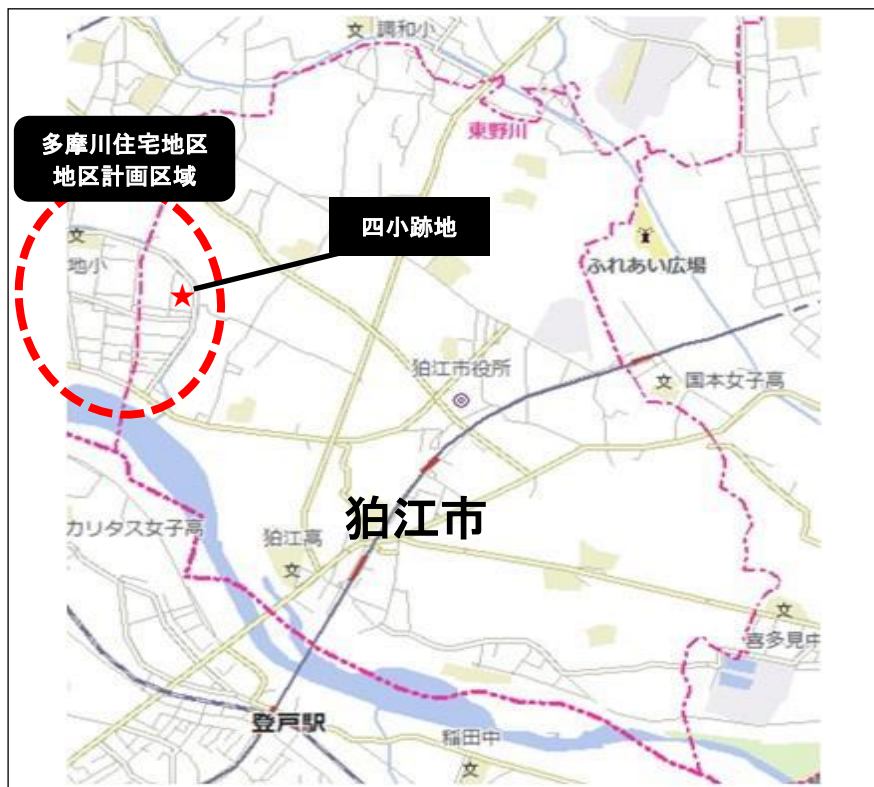 調和小
東野川
多摩川住宅地区
地区計画区域
四小跡地
地小
ふれあい広場
狛江市役所
国本女子高
狛江市
カリタス女子高
狛江高
喜多見中
登戸駅
稲田中
文
文
文
文
文
文